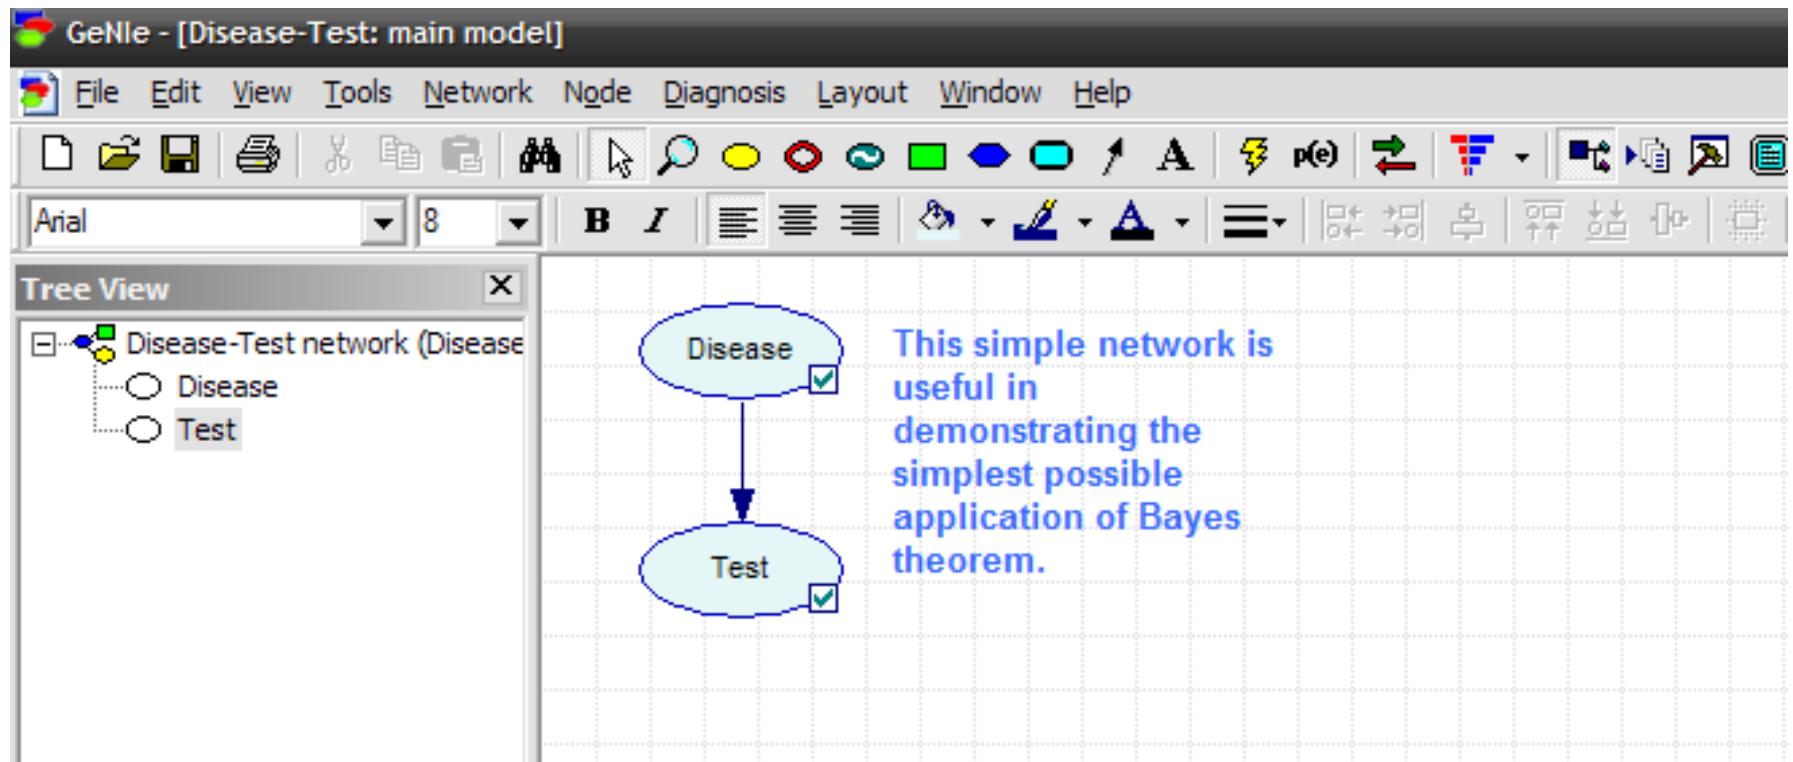 GeNIe - [Disease-Test: main model]
File Edit View Tools Network Node Diagnosis Layout Window Help
A p(e)
Arial 8 B I A
Tree View
Disease-Test network (Disease
Disease
Test
Disease
This simple network is
useful in
demonstrating the
simplest possible
application of Bayes
theorem.
Test